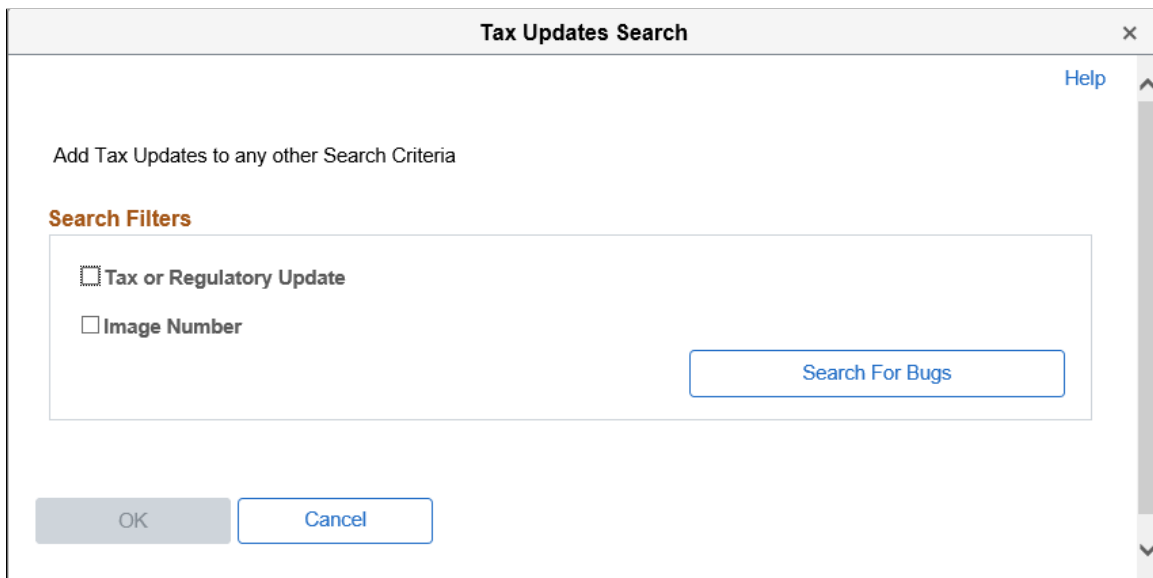 Tax Updates Search
Help
Add Tax Updates to any other Search Criteria
Search Filters
Tax or Regulatory Update
Image Number
Search For Bugs
OK Cancel